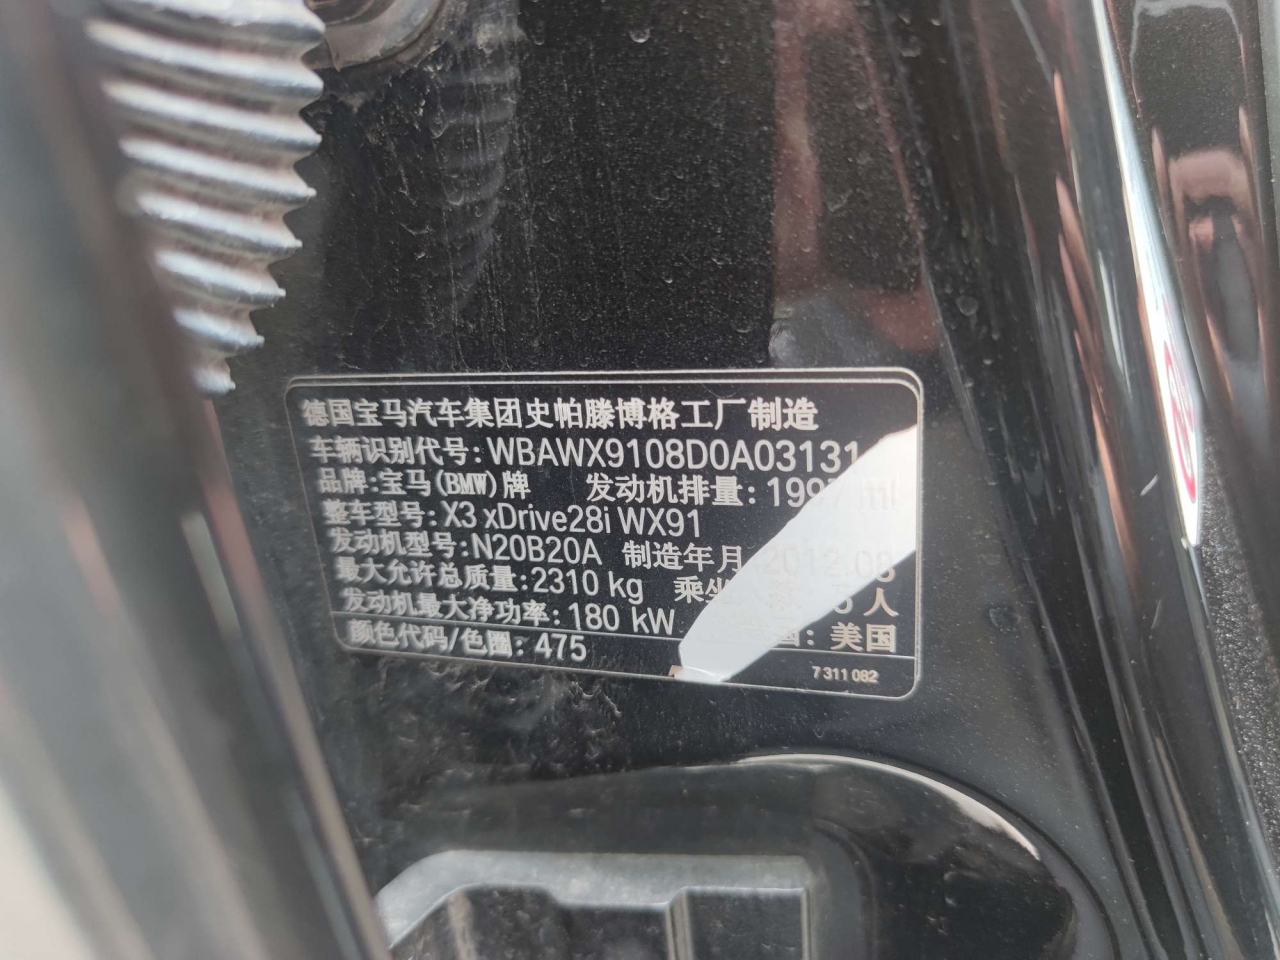 德国宝马汽车集团史帕滕博格工厂制造
车辆识别代号: WBAWX9108D0A03131
品牌: 宝马(BMW)牌 发动机排量: 1997 ml
整车型号: X3 xDrive28i WX91
发动机型号: N20B20A 制造年月 2012.08
最大允许总质量: 2310 kg 乘坐 5 人
发动机最大净功率: 180 kW 国: 美国
颜色代码/色圈: 475
7 311 082